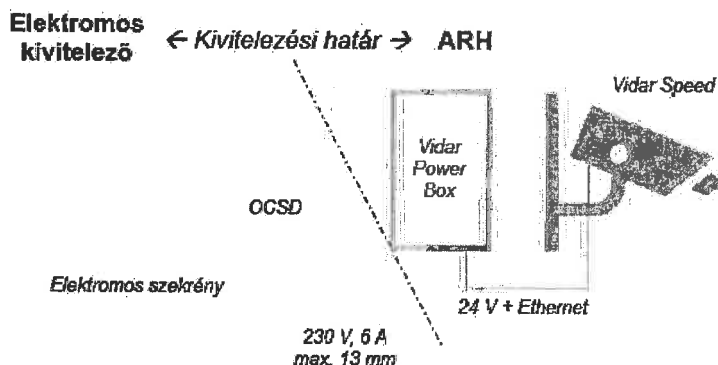 Elektromos
kivitelező
← Kivitelezési határ → ARH
Vidar Speed
Vidar
Power
Box
OCSD
Elektromos szekrény
24 V + Ethernet
230 V, 6 A
max. 13 mm